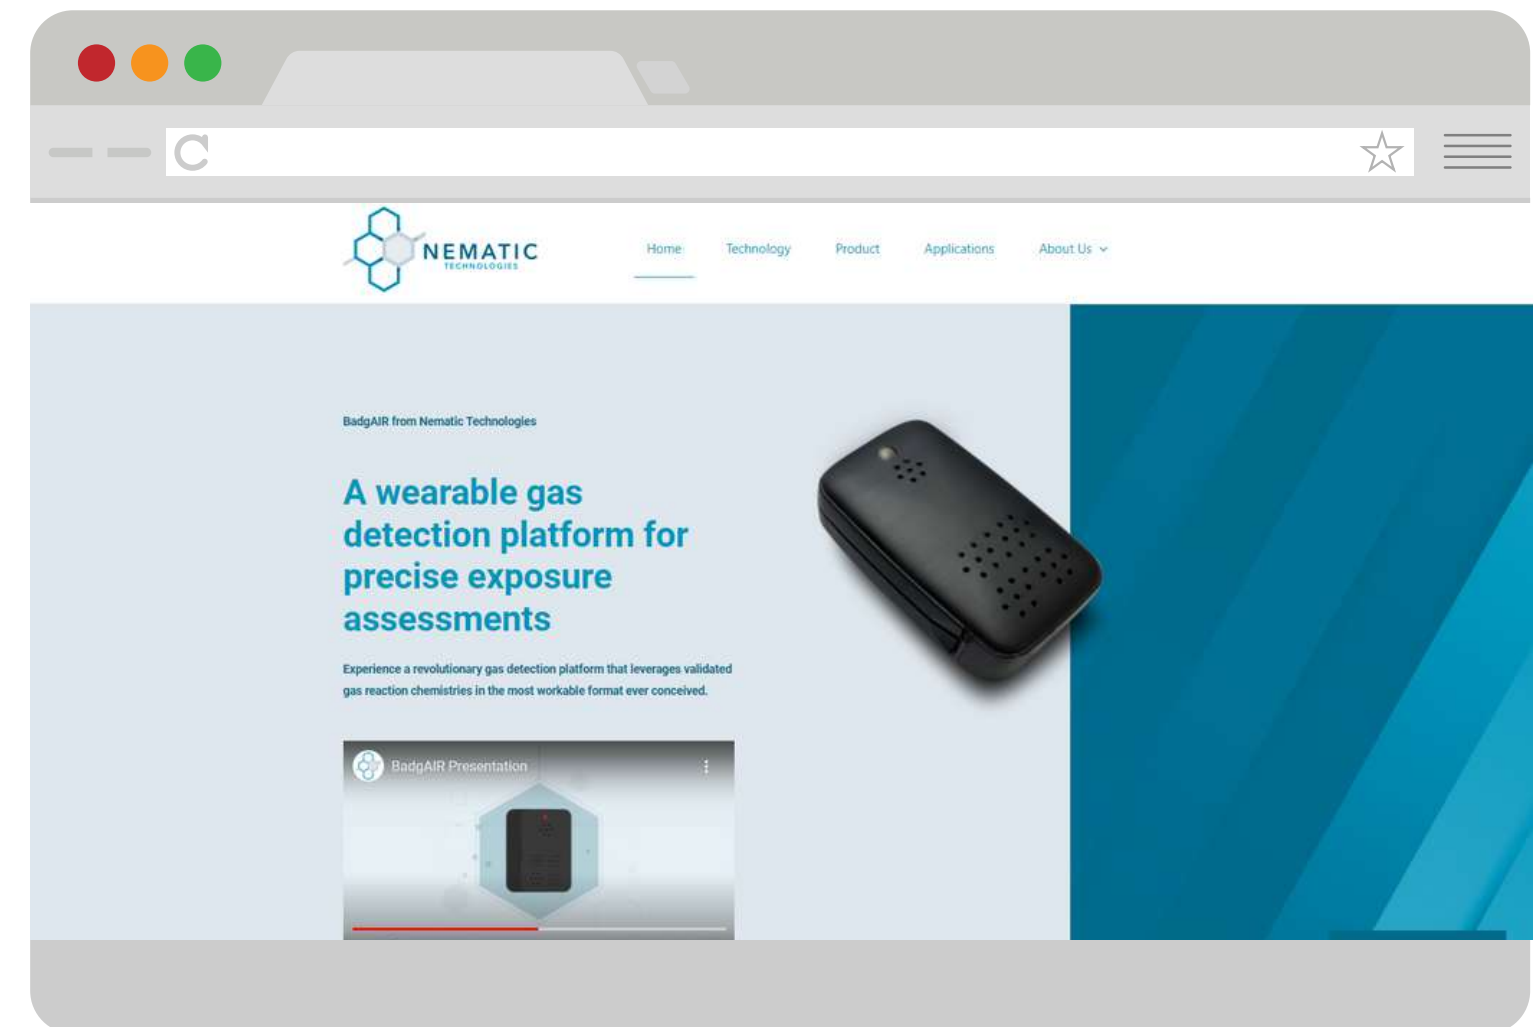 NEMATIC
TECHNOLOGIES
Home
Technology
Product
Applications
About Us
BadgAIR from Nematic Technologies
A wearable gas
detection platform for
precise exposure
assessments
Experience a revolutionary gas detection platform that leverages validated
gas reaction chemistries in the most workable format ever conceived.
BadgAIR Presentation